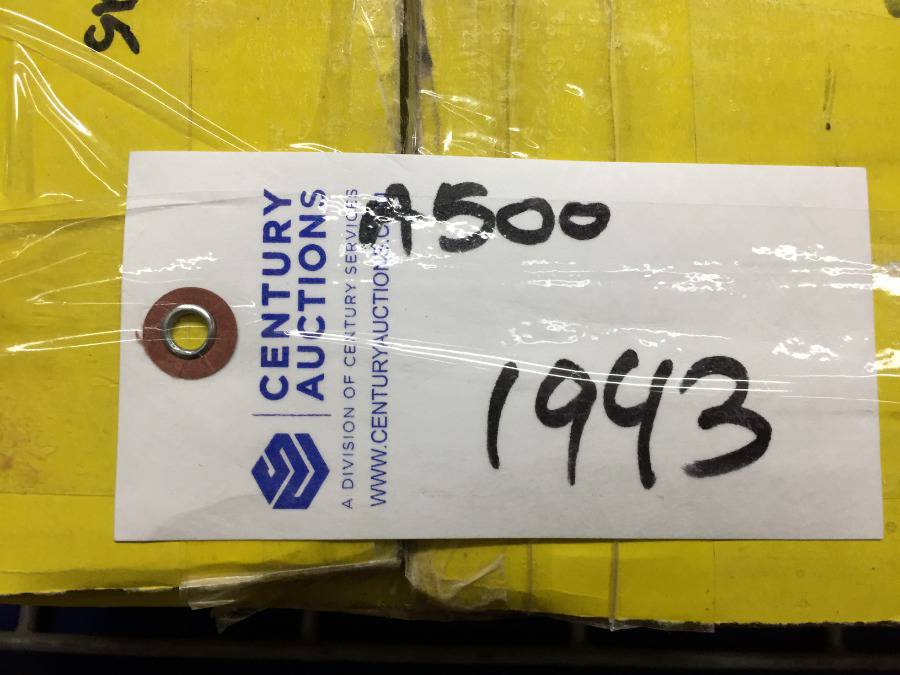 A500
1943
CENTURY
AUCTIONS
A DIVISION OF CENTURY SERVICES
WWW.CENTURYAUCTIONS.COM